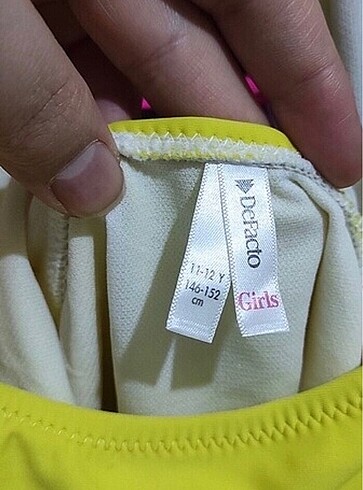 11-12 Y
146-152
cm
DeFacto
Girls